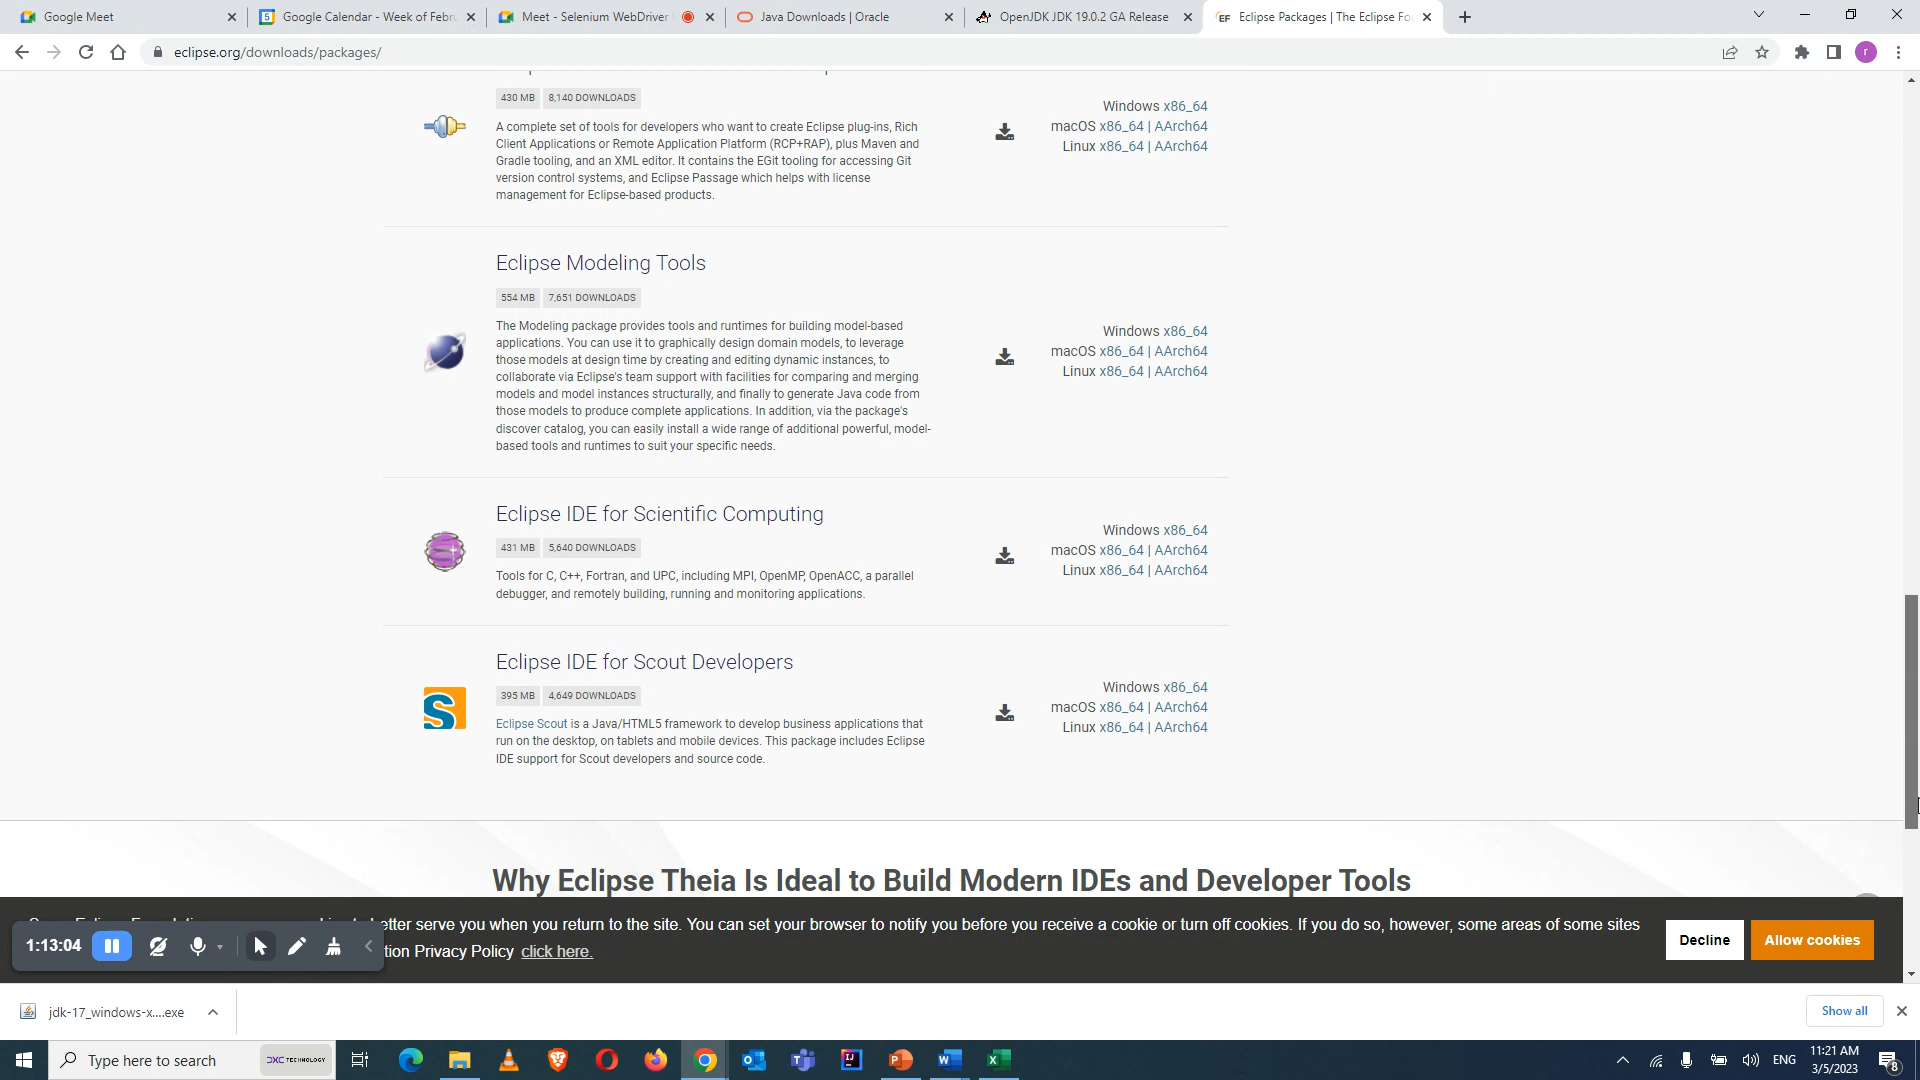 Google Meet
Google Calendar - Week of Febru
Meet - Selenium WebDriver
Java Downloads | Oracle
OpenJDK JDK 19.0.2 GA Release
Eclipse Packages | The Eclipse Fou
eclipse.org/downloads/packages/
r
430 MB 8,140 DOWNLOADS
A complete set of tools for developers who want to create Eclipse plug-ins, Rich
Client Applications or Remote Application Platform (RCP+RAP), plus Maven and
Gradle tooling, and an XML editor. It contains the EGit tooling for accessing Git
version control systems, and Eclipse Passage which helps with license
management for Eclipse-based products.
Windows x86_64
macOS x86_64 | AArch64
Linux x86_64 | AArch64
Eclipse Modeling Tools
554 MB 7,651 DOWNLOADS
The Modeling package provides tools and runtimes for building model-based
applications. You can use it to graphically design domain models, to leverage
those models at design time by creating and editing dynamic instances, to
collaborate via Eclipse's team support with facilities for comparing and merging
models and model instances structurally, and finally to generate Java code from
those models to produce complete applications. In addition, via the package's
discover catalog, you can easily install a wide range of additional powerful, model-
based tools and runtimes to suit your specific needs.
Windows x86_64
macOS x86_64 | AArch64
Linux x86_64 | AArch64
Eclipse IDE for Scientific Computing
431 MB 5,640 DOWNLOADS
Tools for C, C++, Fortran, and UPC, including MPI, OpenMP, OpenACC, a parallel
debugger, and remotely building, running and monitoring applications.
Windows x86_64
macOS x86_64 | AArch64
Linux x86_64 | AArch64
Eclipse IDE for Scout Developers
395 MB 4,649 DOWNLOADS
Eclipse Scout is a Java/HTML5 framework to develop business applications that
run on the desktop, on tablets and mobile devices. This package includes Eclipse
IDE support for Scout developers and source code.
Windows x86_64
macOS x86_64 | AArch64
Linux x86_64 | AArch64
Why Eclipse Theia Is Ideal to Build Modern IDEs and Developer Tools
etter serve you when you return to the site. You can set your browser to notify you before you receive a cookie or turn off cookies. If you do so, however, some areas of some sites
tion Privacy Policy click here.
Decline
Allow cookies
1:13:04
jdk-17_windows-x....exe
Show all
Type here to search
DXC TECHNOLOGY
ENG
11:21 AM
3/5/2023
8